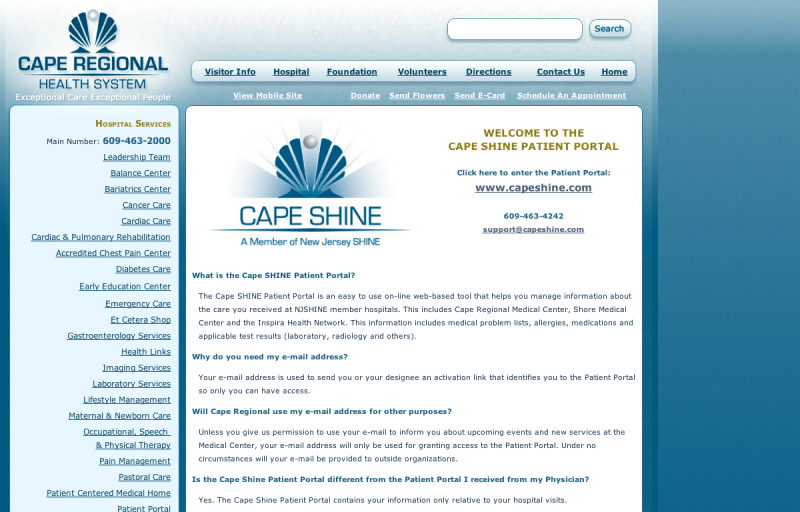 Search
CAPE REGIONAL
HEALTH SYSTEM
Exceptional Care Exceptional People
Visitor Info Hospital Foundation Volunteers Directions Contact Us Home
View Mobile Site Donate Send Flowers Send E-Card Schedule An Appointment
Hospital Services
Main Number: 609-463-2000
Leadership Team
Balance Center
Bariatrics Center
Cancer Care
Cardiac Care
Cardiac & Pulmonary Rehabilitation
Accredited Chest Pain Center
Diabetes Care
Early Education Center
Emergency Care
Et Cetera Shop
Gastroenterology Services
Health Links
Imaging Services
Laboratory Services
Lifestyle Management
Maternal & Newborn Care
Occupational, Speech
& Physical Therapy
Pain Management
Pastoral Care
Patient Centered Medical Home
Patient Portal
CAPE SHINE
A Member of New Jersey SHINE
WELCOME TO THE
CAPE SHINE PATIENT PORTAL
Click here to enter the Patient Portal:
www.capeshine.com
609-463-4242
support@capeshine.com
What is the Cape SHINE Patient Portal?
The Cape SHINE Patient Portal is an easy to use on-line web-based tool that helps you manage information about
the care you received at NJSHINE member hospitals. This includes Cape Regional Medical Center, Shore Medical
Center and the Inspira Health Network. This information includes medical problem lists, allergies, medications and
applicable test results (laboratory, radiology and others).
Why do you need my e-mail address?
Your e-mail address is used to send you or your designee an activation link that identifies you to the Patient Portal
so only you can have access.
Will Cape Regional use my e-mail address for other purposes?
Unless you give us permission to use your e-mail to inform you about upcoming events and new services at the
Medical Center, your e-mail address will only be used for granting access to the Patient Portal. Under no
circumstances will your e-mail be provided to outside organizations.
Is the Cape Shine Patient Portal different from the Patient Portal I received from my Physician?
Yes. The Cape Shine Patient Portal contains your information only relative to your hospital visits.